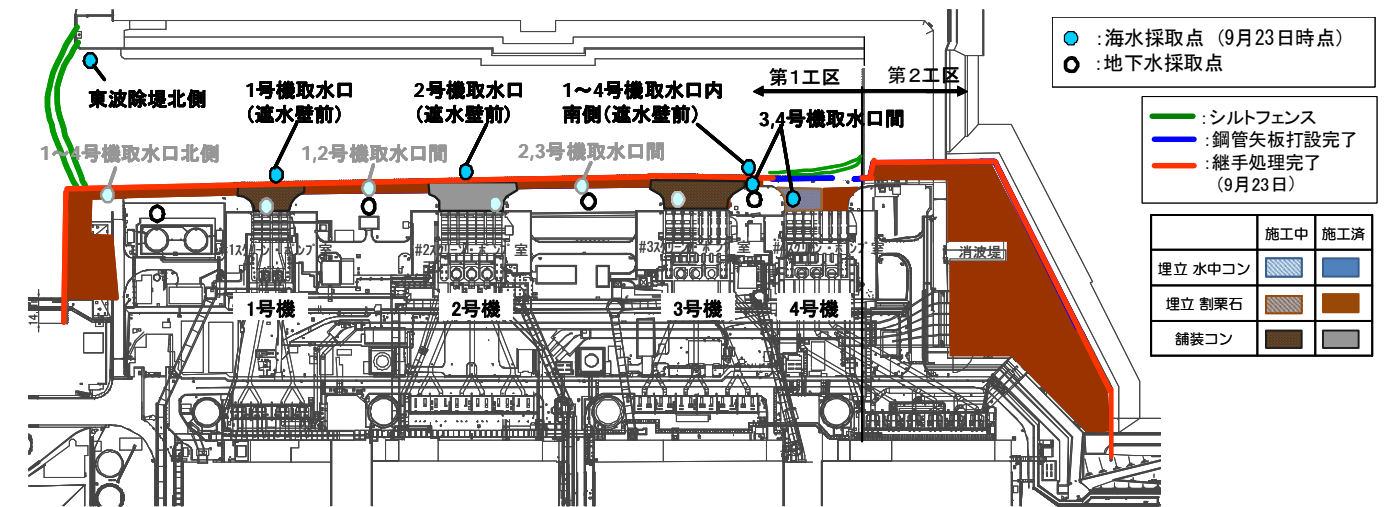 :海水採取点 (9月23日時点)
:地下水採取点
:シルトフェンス
:鋼管矢板打設完了
:継手処理完了
(9月23日)
施工中 施工済
埋立 水中コン
埋立 割栗石
舗装コン
第1工区 第2工区
東波除堤北側
1号機取水口
(遮水壁前)
2号機取水口
(遮水壁前)
1～4号機取水口内
南側(遮水壁前)
3,4号機取水口間
1～4号機取水口北側
1,2号機取水口間
2,3号機取水口間
消波堤
1号機
2号機
3号機
4号機